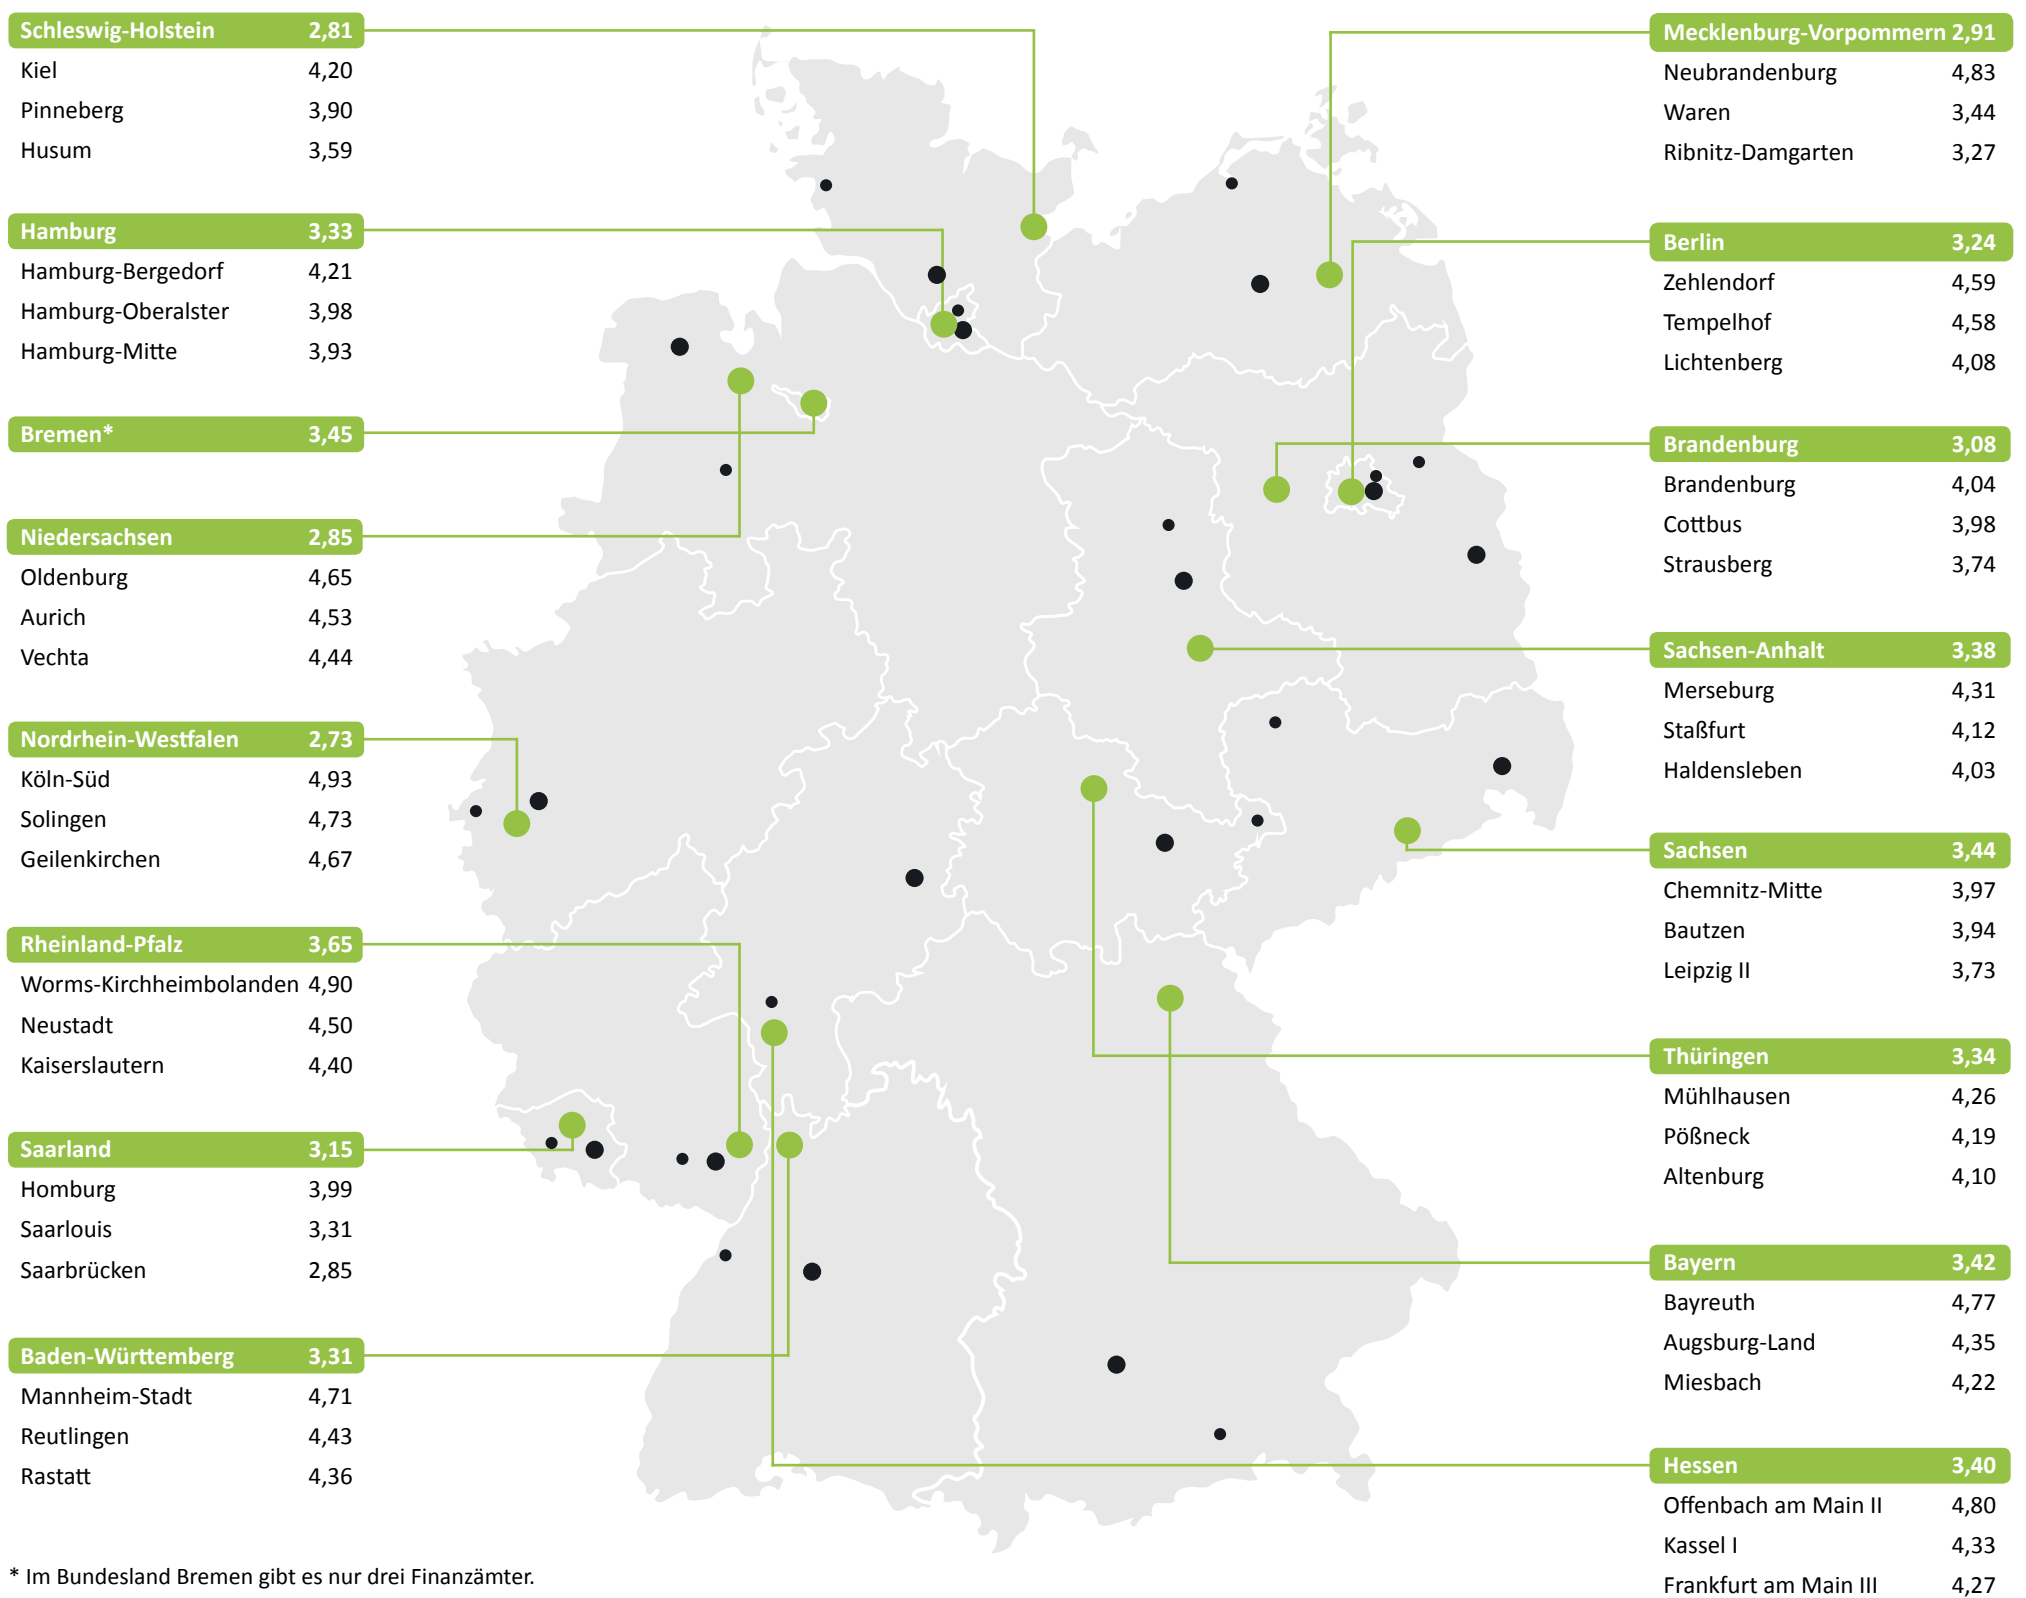 Schleswig-Holstein 2,81
Kiel 4,20
Pinneberg 3,90
Husum 3,59
Hamburg 3,33
Hamburg-Bergedorf 4,21
Hamburg-Oberalster 3,98
Hamburg-Mitte 3,93
Bremen* 3,45
Niedersachsen 2,85
Oldenburg 4,65
Aurich 4,53
Vechta 4,44
Nordrhein-Westfalen 2,73
Köln-Süd 4,93
Solingen 4,73
Geilenkirchen 4,67
Rheinland-Pfalz 3,65
Worms-Kirchheimbolanden 4,90
Neustadt 4,50
Kaiserslautern 4,40
Saarland 3,15
Homburg 3,99
Saarlouis 3,31
Saarbrücken 2,85
Baden-Württemberg 3,31
Mannheim-Stadt 4,71
Reutlingen 4,43
Rastatt 4,36
* Im Bundesland Bremen gibt es nur drei Finanzämter.
Mecklenburg-Vorpommern 2,91
Neubrandenburg 4,83
Waren 3,44
Ribnitz-Damgarten 3,27
Berlin 3,24
Zehlendorf 4,59
Tempelhof 4,58
Lichtenberg 4,08
Brandenburg 3,08
Brandenburg 4,04
Cottbus 3,98
Strausberg 3,74
Sachsen-Anhalt 3,38
Merseburg 4,31
Staßfurt 4,12
Haldensleben 4,03
Sachsen 3,44
Chemnitz-Mitte 3,97
Bautzen 3,94
Leipzig II 3,73
Thüringen 3,34
Mühlhausen 4,26
Pößneck 4,19
Altenburg 4,10
Bayern 3,42
Bayreuth 4,77
Augsburg-Land 4,35
Miesbach 4,22
Hessen 3,40
Offenbach am Main II 4,80
Kassel I 4,33
Frankfurt am Main III 4,27